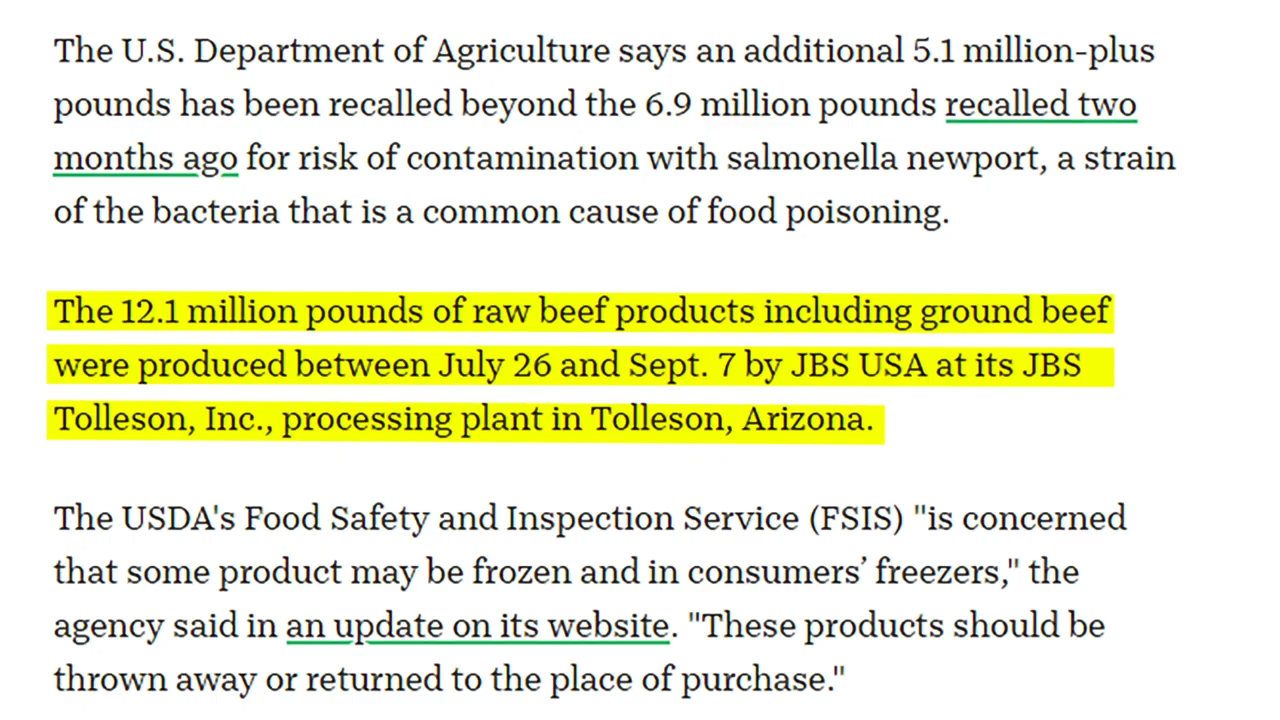 The U.S. Department of Agriculture says an additional 5.1 million-plus
pounds has been recalled beyond the 6.9 million pounds recalled two
months ago for risk of contamination with salmonella newport, a strain
of the bacteria that is a common cause of food poisoning.
The 12.1 million pounds of raw beef products including ground beef
were produced between July 26 and Sept. 7 by JBS USA at its JBS
Tolleson, Inc., processing plant in Tolleson, Arizona.
The USDA's Food Safety and Inspection Service (FSIS) "is concerned
that some product may be frozen and in consumers’ freezers," the
agency said in an update on its website. "These products should be
thrown away or returned to the place of purchase."